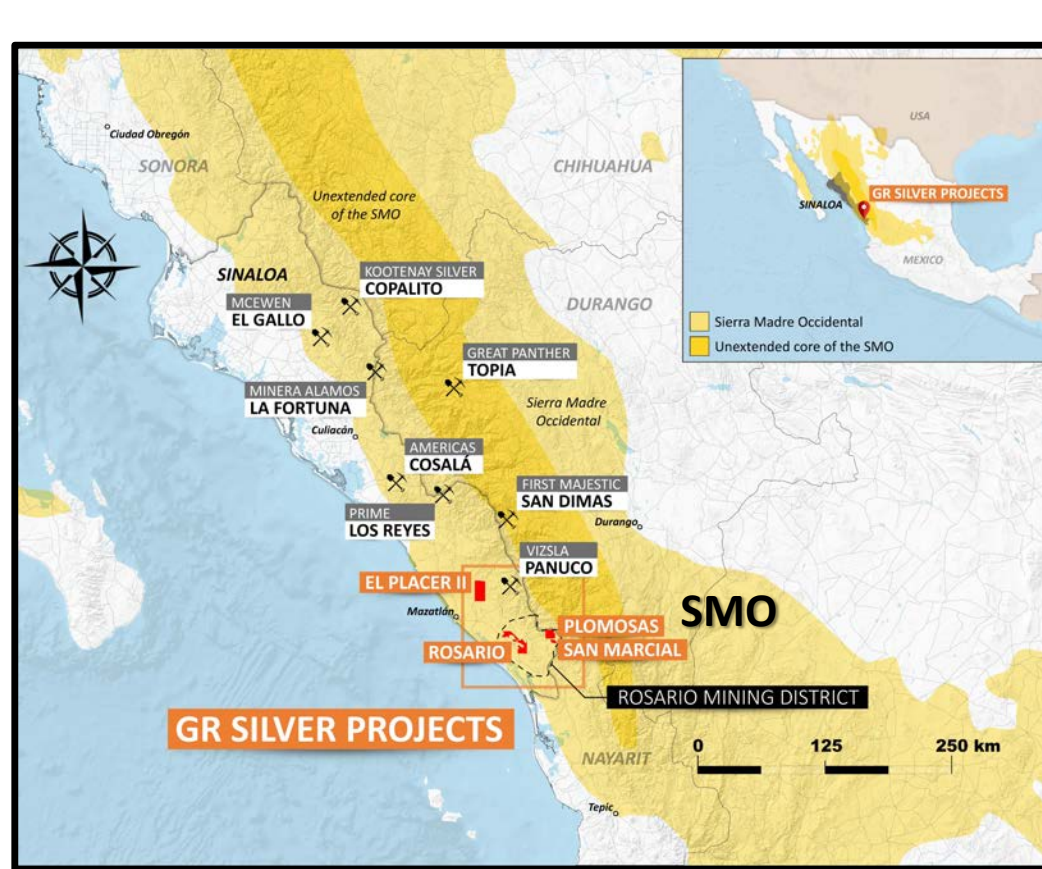 Ciudad Obregón
SONORA
CHIHUAHUA
USA
Unextended core
of the SMO
GR SILVER PROJECTS
SINALOA
MEXICO
SINALOA
KOOTENAY SILVER
COPALITO
DURANGO
MCEWEN
EL GALLO
Sierra Madre Occidental
Unextended core of the SMO
GREAT PANTHER
TOPIA
MINERA ALAMOS
LA FORTUNA
Sierra Madre
Occidental
Culiacán
AMERICAS
COSALÁ
FIRST MAJESTIC
SAN DIMAS
PRIME
LOS REYES
Durango
VIZSLA
PANUCO
EL PLACER II
Mazatlán
SMO
PLOMOSAS
ROSARIO
SAN MARCIAL
ROSARIO MINING DISTRICT
GR SILVER PROJECTS
NAYARIT
0 125 250 km
Tepic